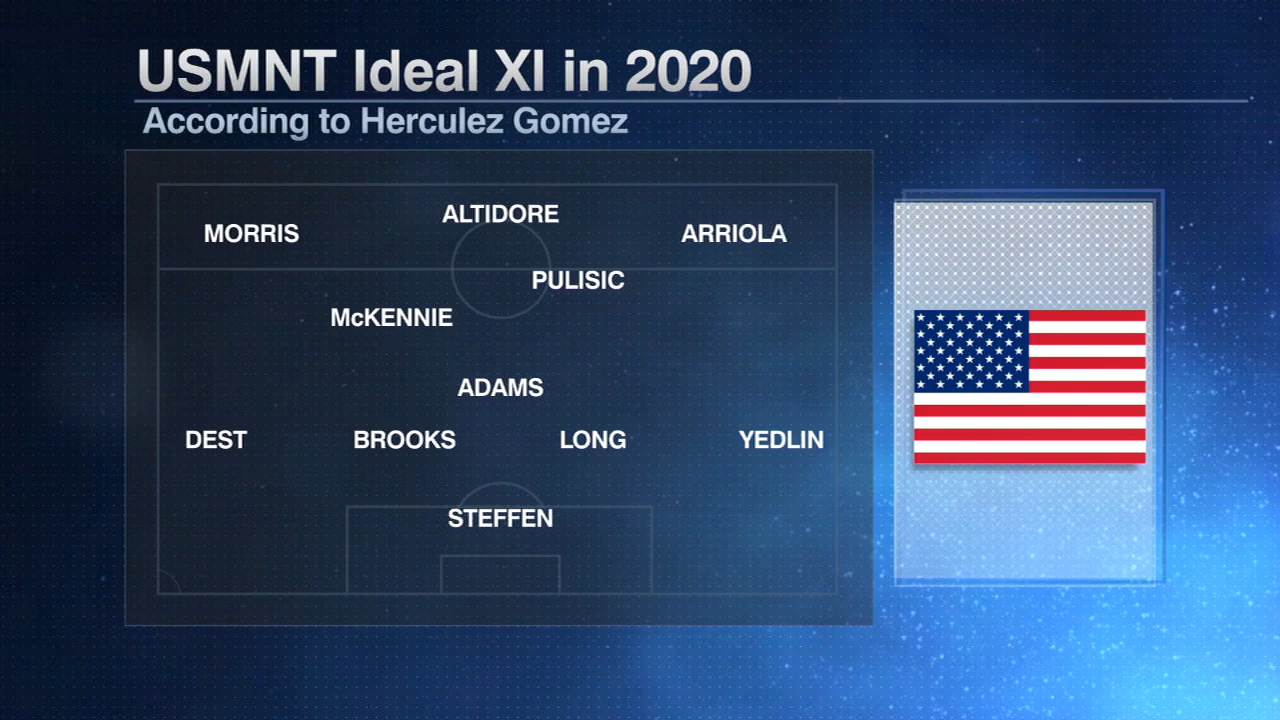 USMNT Ideal XI in 2020
According to Herculez Gomez
ALTIDORE
MORRIS
ARRIOLA
PULISIC
McKENNIE
ADAMS
DEST
BROOKS
LONG
YEDLIN
STEFFEN